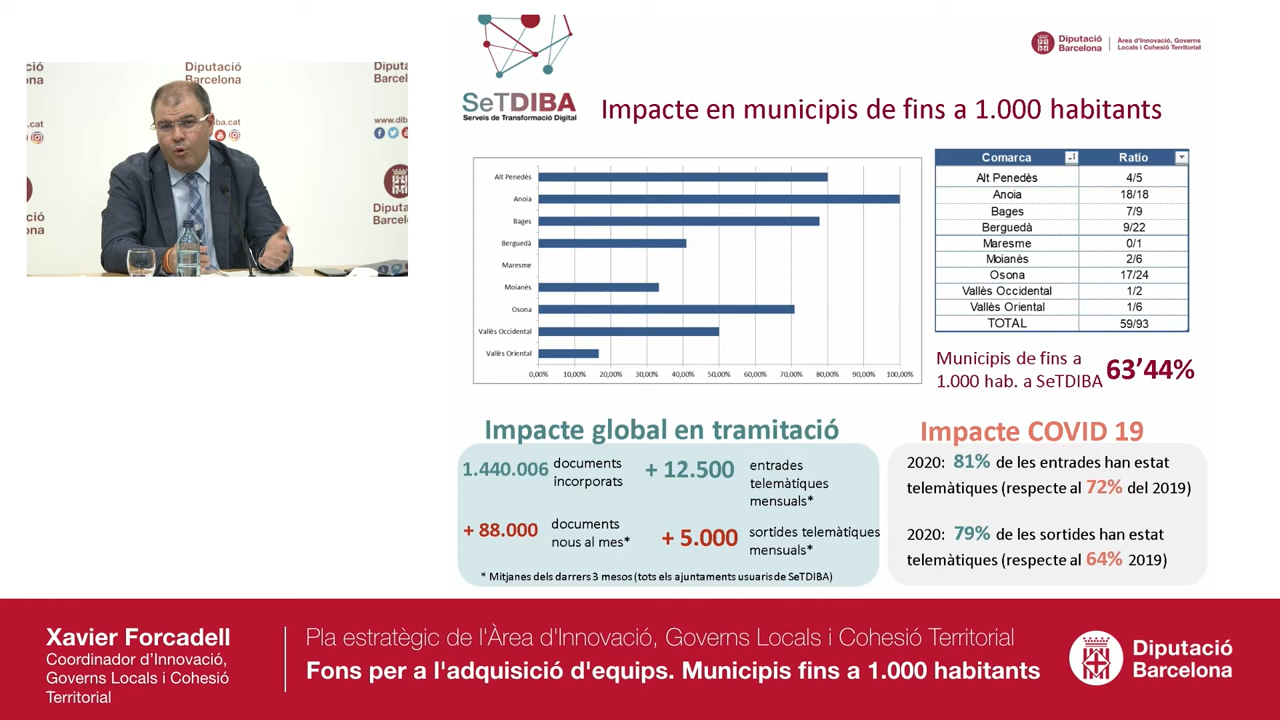 Diputació
Barcelona
Àrea d'Innovació, Governs
Locals i Cohesió Territorial
SeTDIBA
Serveis de Transformació Digital
Impacte en municipis de fins a 1.000 habitants
Diputació
Barcelona
Alt Penedès
Anoia
Bages
Berguedà
Maresme
Moianès
Osona
Vallès Occidental
Vallès Oriental
0,00% 10,00% 20,00% 30,00% 40,00% 50,00% 60,00% 70,00% 80,00% 90,00% 100,00%
Comarca Ratio
Alt Penedès 4/5
Anoia 18/18
Bages 7/9
Berguedà 9/22
Maresme 0/1
Moianès 2/6
Osona 17/24
Vallès Occidental 1/2
Vallès Oriental 1/6
TOTAL 59/93
Municipis de fins a
1.000 hab. a SeTDIBA 63'44%
Impacte global en tramitació
1.440.006 documents
incorporats
+ 12.500 entrades
telemàtiques
mensuals*
+ 88.000 documents
nous al mes*
+ 5.000 sortides telemàtiques
mensuals*
* Mitjanes dels darrers 3 mesos (tots els ajuntaments usuaris de SeTDIBA)
Impacte COVID 19
2020: 81% de les entrades han estat
telemàtiques (respecte al 72% del 2019)
2020: 79% de les sortides han estat
telemàtiques (respecte al 64% 2019)
Xavier Forcadell
Coordinador d'Innovació,
Governs Locals i Cohesió
Territorial
Pla estratègic de l'Àrea d'Innovació, Governs Locals i Cohesió Territorial
Fons per a l'adquisició d'equips. Municipis fins a 1.000 habitants
Diputació
Barcelona